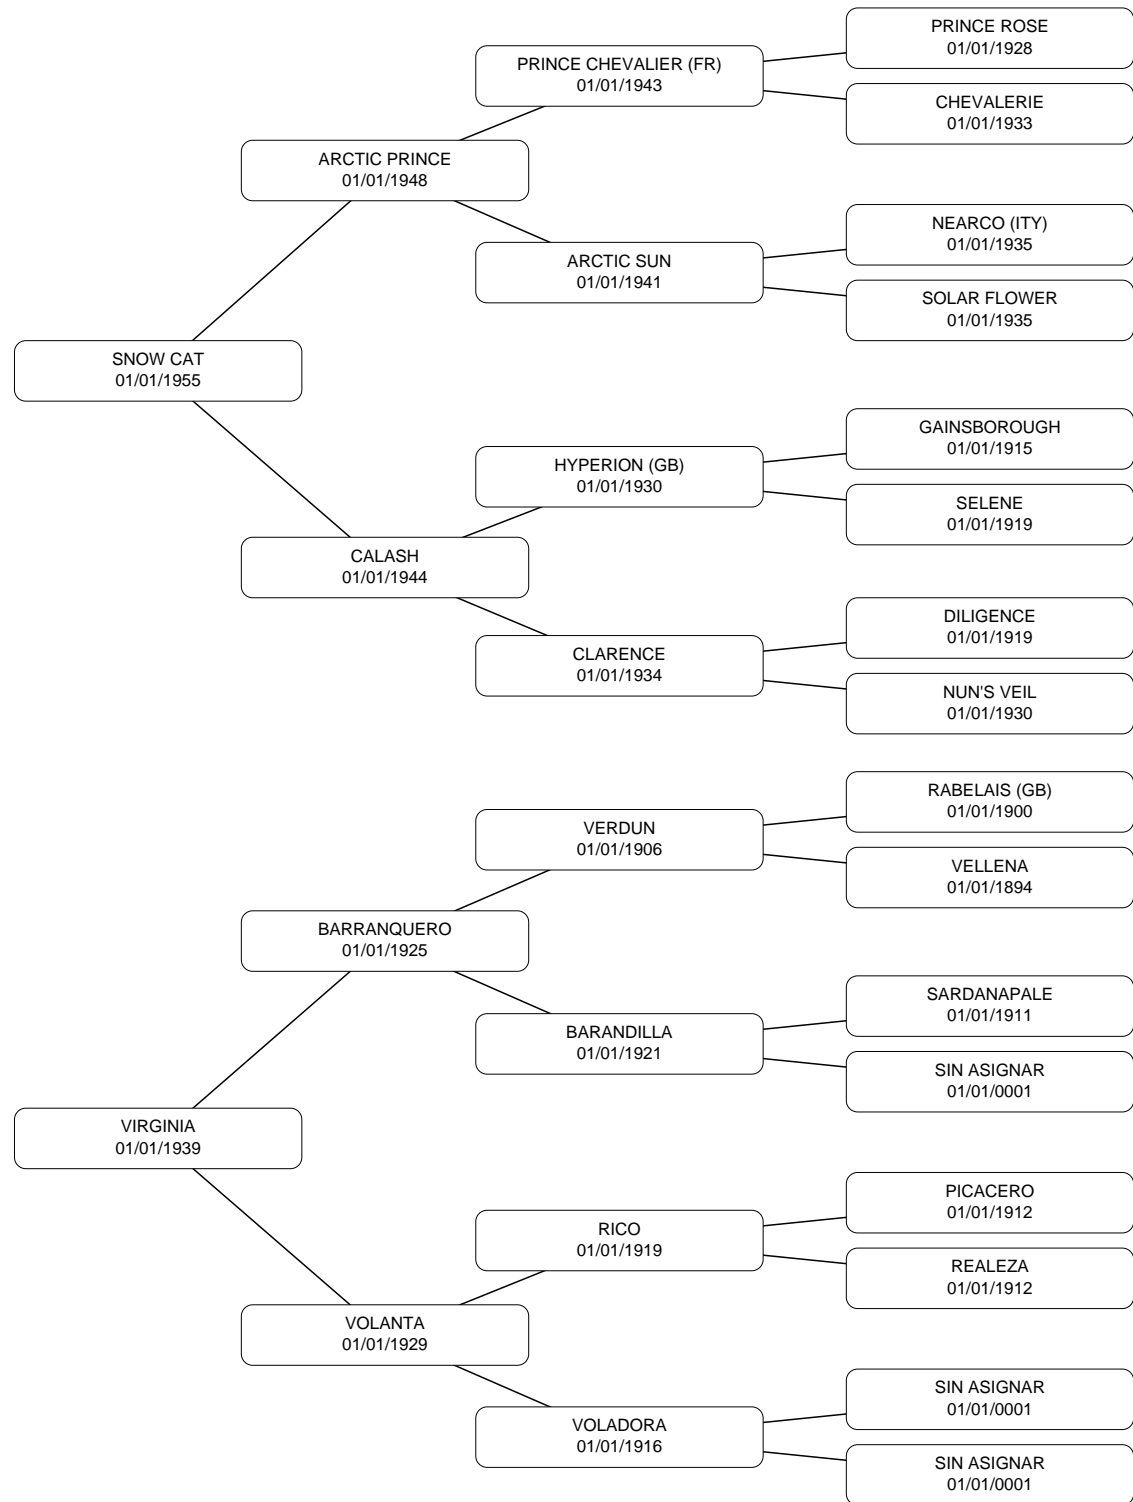 PRINCE ROSE
01/01/1928
PRINCE CHEVALIER (FR)
01/01/1943
CHEVALERIE
01/01/1933
ARCTIC PRINCE
01/01/1948
NEARCO (ITY)
01/01/1935
ARCTIC SUN
01/01/1941
SOLAR FLOWER
01/01/1935
SNOW CAT
01/01/1955
GAINSBOROUGH
01/01/1915
HYPERION (GB)
01/01/1930
SELENE
01/01/1919
CALASH
01/01/1944
DILIGENCE
01/01/1919
CLARENCE
01/01/1934
NUN'S VEIL
01/01/1930
RABELAIS (GB)
01/01/1900
VERDUN
01/01/1906
VELLENA
01/01/1894
BARRANQUERO
01/01/1925
SARDANAPALE
01/01/1911
BARANDILLA
01/01/1921
SIN ASIGNAR
01/01/0001
VIRGINIA
01/01/1939
PICACERO
01/01/1912
RICO
01/01/1919
REALEZA
01/01/1912
VOLANTA
01/01/1929
SIN ASIGNAR
01/01/0001
VOLADORA
01/01/1916
SIN ASIGNAR
01/01/0001